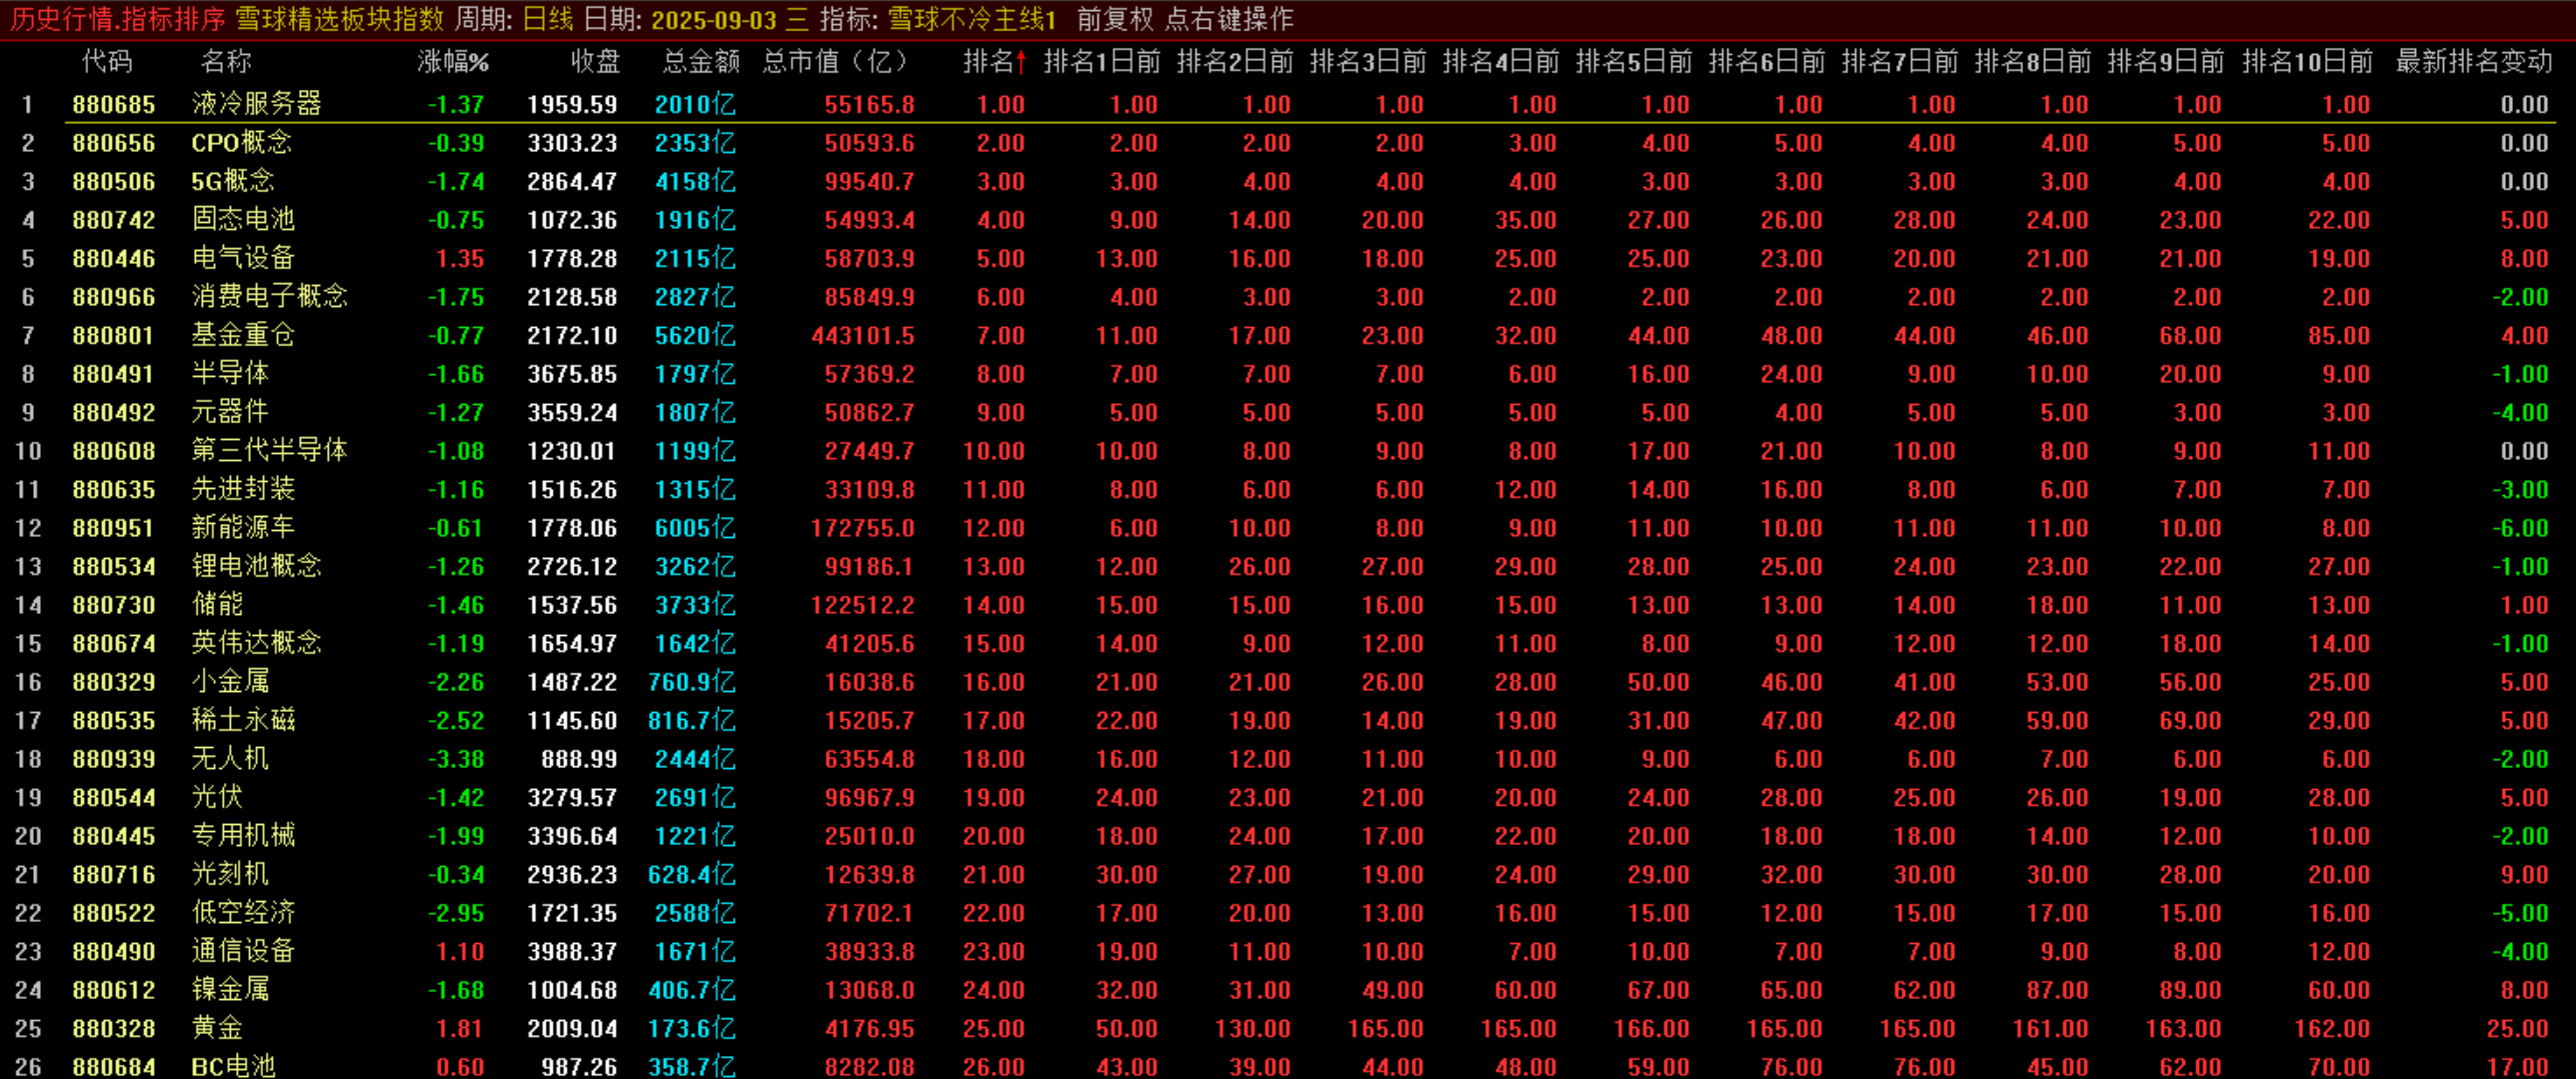 历史行情.指标排序 雪球精选板块指数 周期: 日线 日期: 2025-09-03 三 指标: 雪球不冷主线1 前复权 点右键操作
代码 名称 涨幅% 收盘 总金额 总市值（亿） 排名↑ 排名1日前 排名2日前 排名3日前 排名4日前 排名5日前 排名6日前 排名7日前 排名8日前 排名9日前 排名10日前 最新排名变动
1 880685 液冷服务器 -1.37 1959.59 2010亿 55165.8 1.00 1.00 1.00 1.00 1.00 1.00 1.00 1.00 1.00 1.00 1.00 0.00
2 880656 CPO概念 -0.39 3303.23 2353亿 50593.6 2.00 2.00 2.00 2.00 3.00 4.00 5.00 4.00 4.00 5.00 5.00 0.00
3 880506 5G概念 -1.74 2864.47 4158亿 99540.7 3.00 3.00 4.00 4.00 4.00 3.00 3.00 3.00 3.00 4.00 4.00 0.00
4 880742 固态电池 -0.75 1072.36 1916亿 54993.4 4.00 9.00 14.00 20.00 35.00 27.00 26.00 28.00 24.00 23.00 22.00 5.00
5 880446 电气设备 1.35 1778.28 2115亿 58703.9 5.00 13.00 16.00 18.00 25.00 25.00 23.00 20.00 21.00 21.00 19.00 8.00
6 880966 消费电子概念 -1.75 2128.58 2827亿 85849.9 6.00 4.00 3.00 3.00 2.00 2.00 2.00 2.00 2.00 2.00 2.00 -2.00
7 880801 基金重仓 -0.77 2172.10 5620亿 443101.5 7.00 11.00 17.00 23.00 32.00 44.00 48.00 44.00 46.00 68.00 85.00 4.00
8 880491 半导体 -1.66 3675.85 1797亿 57369.2 8.00 7.00 7.00 7.00 6.00 16.00 24.00 9.00 10.00 20.00 9.00 -1.00
9 880492 元器件 -1.27 3559.24 1807亿 50862.7 9.00 5.00 5.00 5.00 5.00 5.00 4.00 5.00 5.00 3.00 3.00 -4.00
10 880608 第三代半导体 -1.08 1230.01 1199亿 27449.7 10.00 10.00 8.00 9.00 8.00 17.00 21.00 10.00 8.00 9.00 11.00 0.00
11 880635 先进封装 -1.16 1516.26 1315亿 33109.8 11.00 8.00 6.00 6.00 12.00 14.00 16.00 8.00 6.00 7.00 7.00 -3.00
12 880951 新能源车 -0.61 1778.06 6005亿 172755.0 12.00 6.00 10.00 8.00 9.00 11.00 10.00 11.00 11.00 10.00 8.00 -6.00
13 880534 锂电池概念 -1.26 2726.12 3262亿 99186.1 13.00 12.00 26.00 27.00 29.00 28.00 25.00 24.00 23.00 22.00 27.00 -1.00
14 880730 储能 -1.46 1537.56 3733亿 122512.2 14.00 15.00 15.00 16.00 15.00 13.00 13.00 14.00 18.00 11.00 13.00 1.00
15 880674 英伟达概念 -1.19 1654.97 1642亿 41205.6 15.00 14.00 9.00 12.00 11.00 8.00 9.00 12.00 12.00 18.00 14.00 -1.00
16 880329 小金属 -2.26 1487.22 760.9亿 16038.6 16.00 21.00 21.00 26.00 28.00 50.00 46.00 41.00 53.00 56.00 25.00 5.00
17 880535 稀土永磁 -2.52 1145.60 816.7亿 15205.7 17.00 22.00 19.00 14.00 19.00 31.00 47.00 42.00 59.00 69.00 29.00 5.00
18 880939 无人机 -3.38 888.99 2444亿 63554.8 18.00 16.00 12.00 11.00 10.00 9.00 6.00 6.00 7.00 6.00 6.00 -2.00
19 880544 光伏 -1.42 3279.57 2691亿 96967.9 19.00 24.00 23.00 21.00 20.00 24.00 28.00 25.00 26.00 19.00 28.00 5.00
20 880445 专用机械 -1.99 3396.64 1221亿 25010.0 20.00 18.00 24.00 17.00 22.00 20.00 18.00 18.00 14.00 12.00 10.00 -2.00
21 880716 光刻机 -0.34 2936.23 628.4亿 12639.8 21.00 30.00 27.00 19.00 24.00 29.00 32.00 30.00 30.00 28.00 20.00 9.00
22 880522 低空经济 -2.95 1721.35 2588亿 71702.1 22.00 17.00 20.00 13.00 16.00 15.00 12.00 15.00 17.00 15.00 16.00 -5.00
23 880490 通信设备 1.10 3988.37 1671亿 38933.8 23.00 19.00 11.00 10.00 7.00 10.00 7.00 7.00 9.00 8.00 12.00 -4.00
24 880612 镍金属 -1.68 1004.68 406.7亿 13068.0 24.00 32.00 31.00 49.00 60.00 67.00 65.00 62.00 87.00 89.00 60.00 8.00
25 880328 黄金 1.81 2009.04 173.6亿 4176.95 25.00 50.00 130.00 165.00 165.00 166.00 165.00 165.00 161.00 163.00 162.00 25.00
26 880684 BC电池 0.60 987.26 358.7亿 8282.08 26.00 43.00 39.00 44.00 48.00 59.00 76.00 76.00 45.00 62.00 70.00 17.00